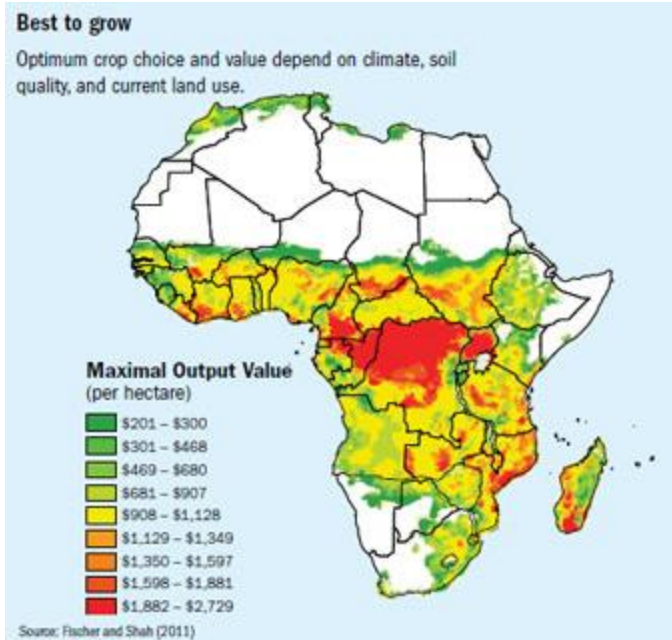 Best to grow
Optimum crop choice and value depend on climate, soil
quality, and current land use.
Maximal Output Value
(per hectare)
$201 – $300
$301 – $468
$469 – $680
$681 – $907
$908 – $1,128
$1,129 – $1,349
$1,350 – $1,597
$1,598 – $1,881
$1,882 – $2,729
Source: Fischer and Shah (2011)